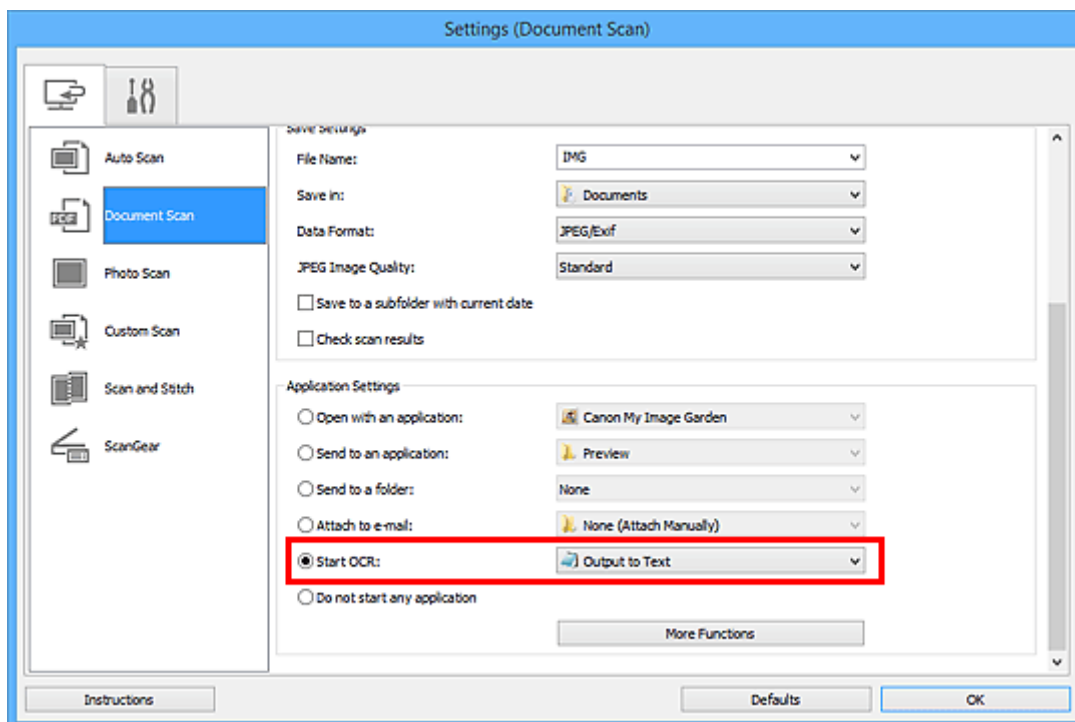 Settings (Document Scan)
Save Settings
Auto Scan
File Name: IMG
Save in: Documents
Document Scan
Data Format: JPEG/Exif
Photo Scan
JPEG Image Quality: Standard
Save to a subfolder with current date
Custom Scan
Check scan results
Scan and Stitch
Application Settings
Open with an application: Canon My Image Garden
ScanGear
Send to an application: Preview
Send to a folder: None
Attach to e-mail: None (Attach Manually)
Start OCR: Output to Text
Do not start any application
More Functions
Instructions Defaults OK